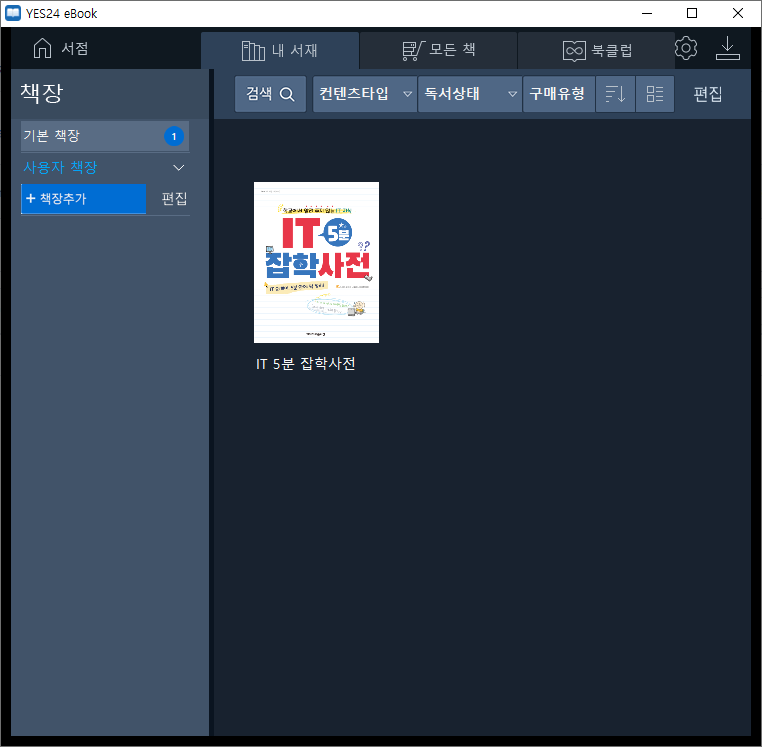 YES24 eBook
서점
내 서재
모든 책
북클럽
책장
검색
컨텐츠타입
독서상태
구매유형
편집
기본 책장
1
사용자 책장
+ 책장추가
편집
IT
5분
잡학사전
IT 5분 잡학사전